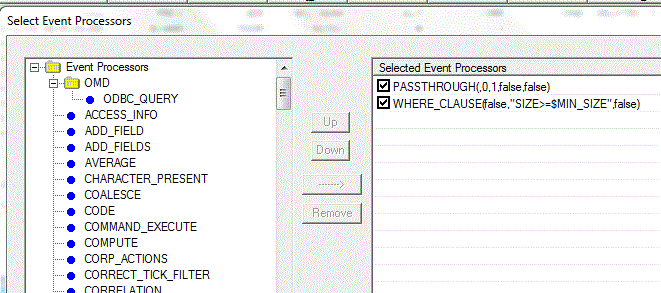 Select Event Processors
Event Processors
OMD
ODBC_QUERY
ACCESS_INFO
ADD_FIELD
ADD_FIELDS
AVERAGE
CHARACTER_PRESENT
COALESCE
CODE
COMMAND_EXECUTE
COMPUTE
CORP_ACTIONS
CORRECT_TICK_FILTER
CORRELATION
Up
Down
------>
Remove
Selected Event Processors
PASSTHROUGH(,0,1,false,false)
WHERE_CLAUSE(false,"SIZE>=$MIN_SIZE",false)